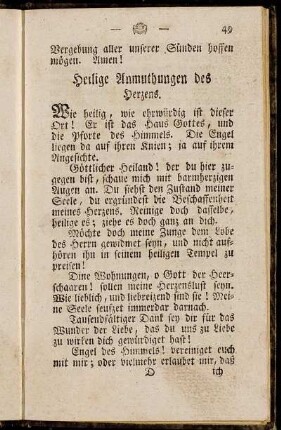 — ( ) — 49
Vergebung aller unserer Sünden hoffen
mögen. Amen!
Heilige Anmuthungen des
Herzens.
Wie heilig, wie ehrwürdig ist dieser
Ort! Er ist das Haus Gottes, und
die Pforte des Himmels. Die Engel
liegen da auf ihren Knien; ja auf ihrem
Angesichte.
Göttlicher Heiland! der du hier zu-
gegen bist, schaue mich mit barmherzigen
Augen an. Du siehst den Zustand meiner
Seele, du ergründest die Beschaffenheit
meines Herzens. Reinige doch dasselbe,
heilige es; ziehe es doch ganz an dich.
Möchte doch meine Zunge dem Lobe
des Herrn gewidmet seyn, und nicht auf-
hören ihn in seinem heiligen Tempel zu
preisen!
Dine Wohnungen, o Gott der Heer-
schaaren! sollen meine Herzenslust seyn.
Wie lieblich, und liebreizend sind sie! Mei-
ne Seele seufzet immerdar darnach.
Tausendfältiger Dank sey dir für das
Wunder der Liebe, das du uns zu Liebe
zu wirken dich gewürdiget hast!
Engel des Himmels! vereiniget euch
mit mir; oder vielmehr erlaubet mir, daß
D ich